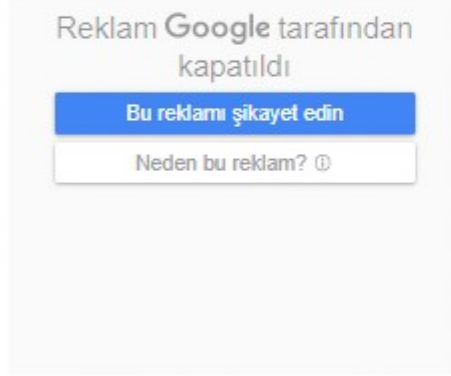 Reklam Google tarafından
kapatıldı
Bu reklamı şikayet edin
Neden bu reklam? ⓘ